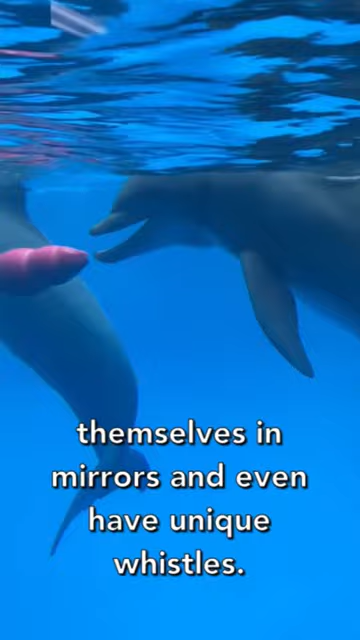 themselves in
mirrors and even
have unique
whistles.